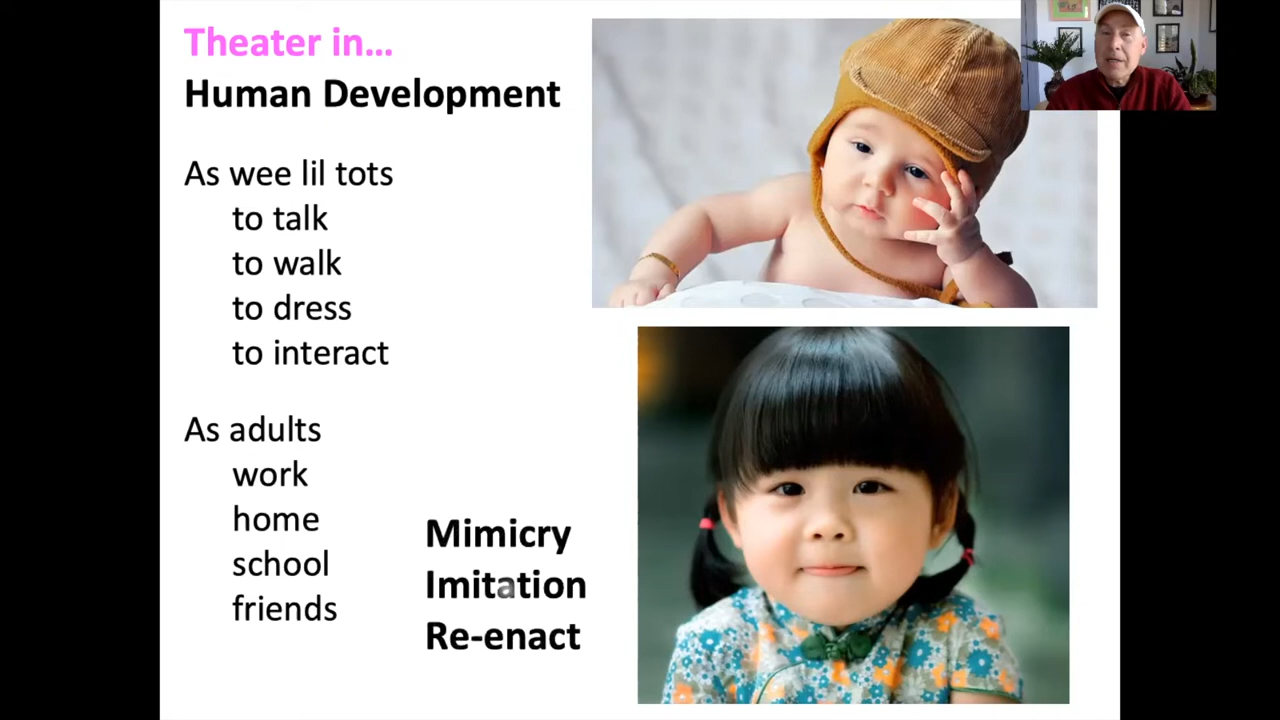 Theater in...
Human Development
As wee lil tots
to talk
to walk
to dress
to interact
As adults
work
home
school
friends
Mimicry
Imitation
Re-enact